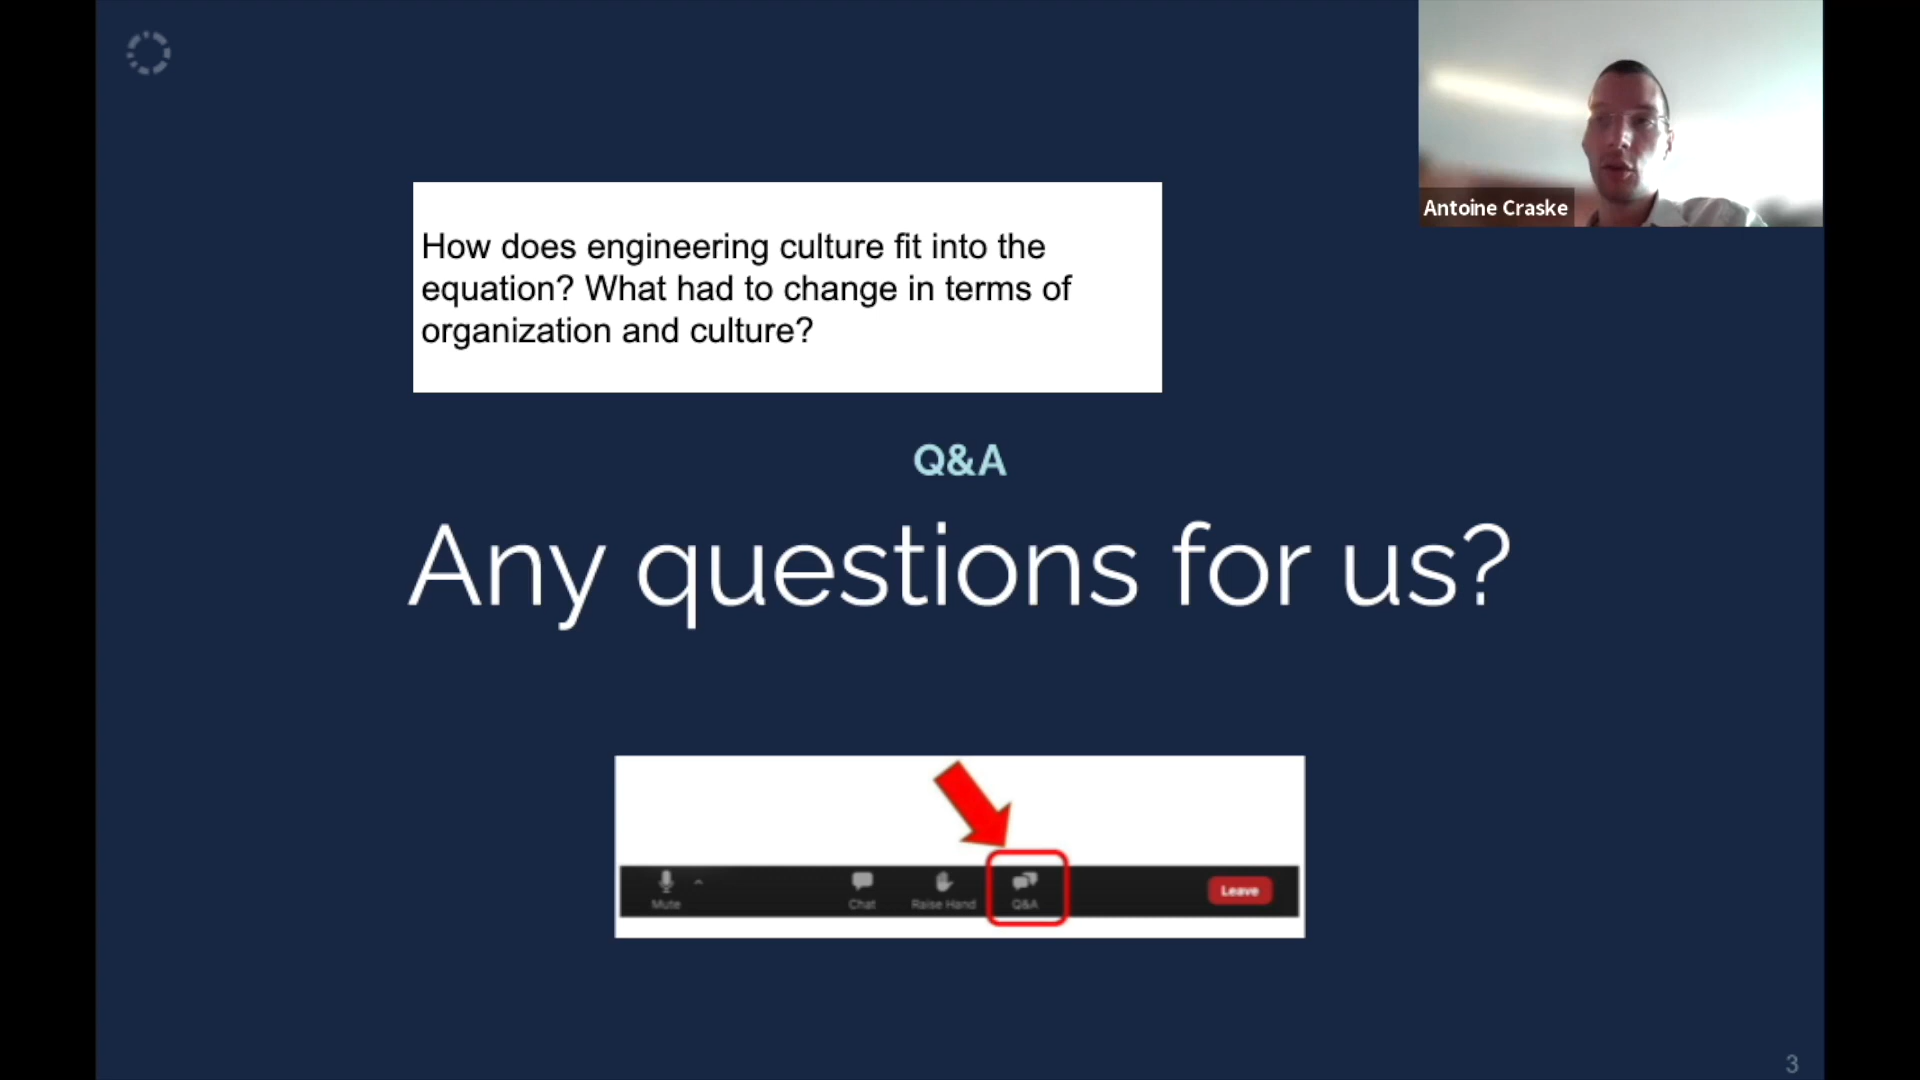 Antoine Craske
How does engineering culture fit into the
equation? What had to change in terms of
organization and culture?
Q&A
Any questions for us?
Mute
Chat
Raise Hand
Q&A
Leave
3